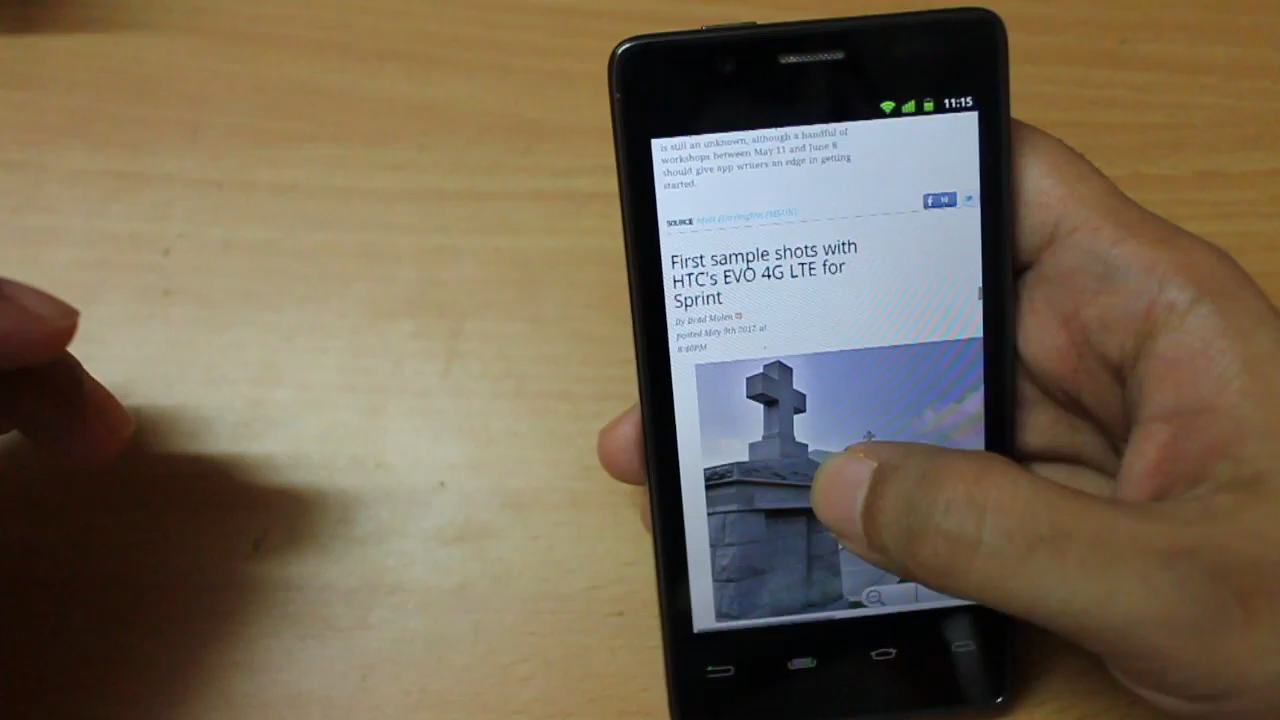 11:15
is still an unknown, although a handful of
workshops between May 11 and June 8
should give app writers an edge in getting
started.
SOURCE
First sample shots with
HTC's EVO 4G LTE for
Sprint
By Brad Molen
posted May 9th 2012 at
8:40PM